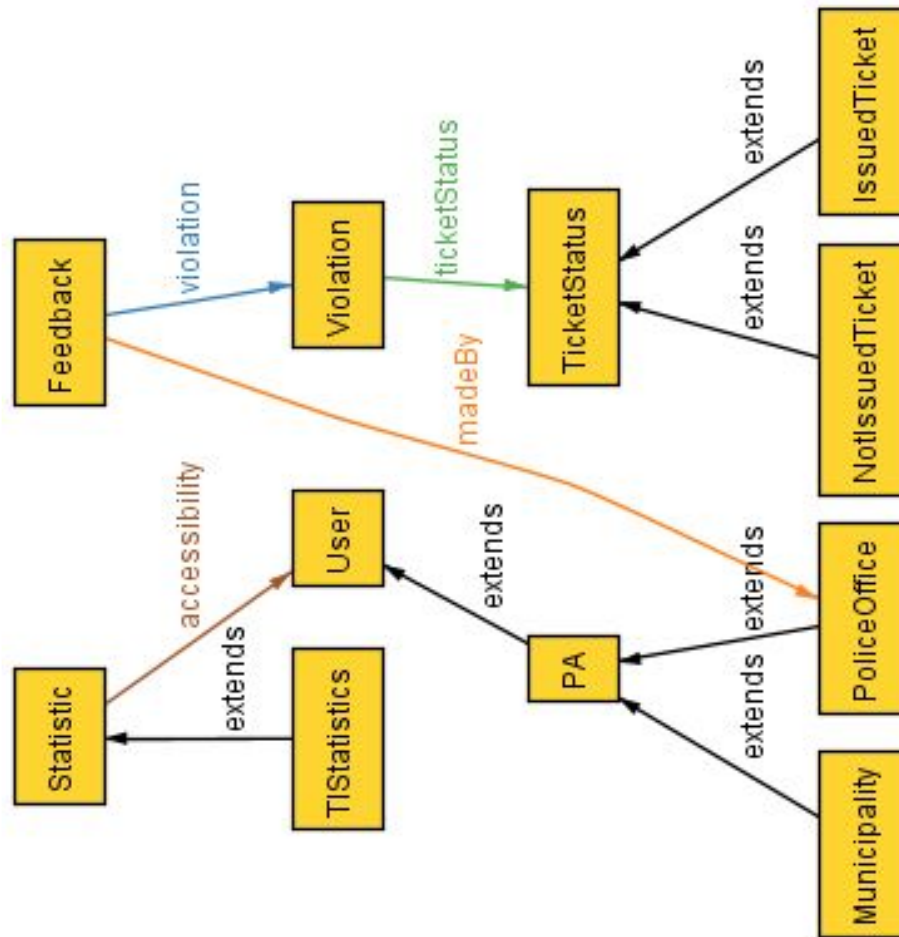 Feedback
Statistic
violation
accessibility
extends
Violation
User
TIStatistics
ticketStatus
madeBy
extends
TicketStatus
PA
extends
extends
extends
extends
IssuedTicket
NotIssuedTicket
PoliceOffice
Municipality